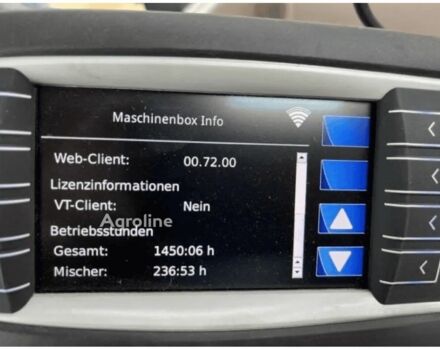 Maschinenbox Info
Web-Client: 00.72.00
Lizenzinformationen
VT-Client: Nein
Agroline
Betriebsstunden
Gesamt: 1450:06 h
Mischer: 236:53 h